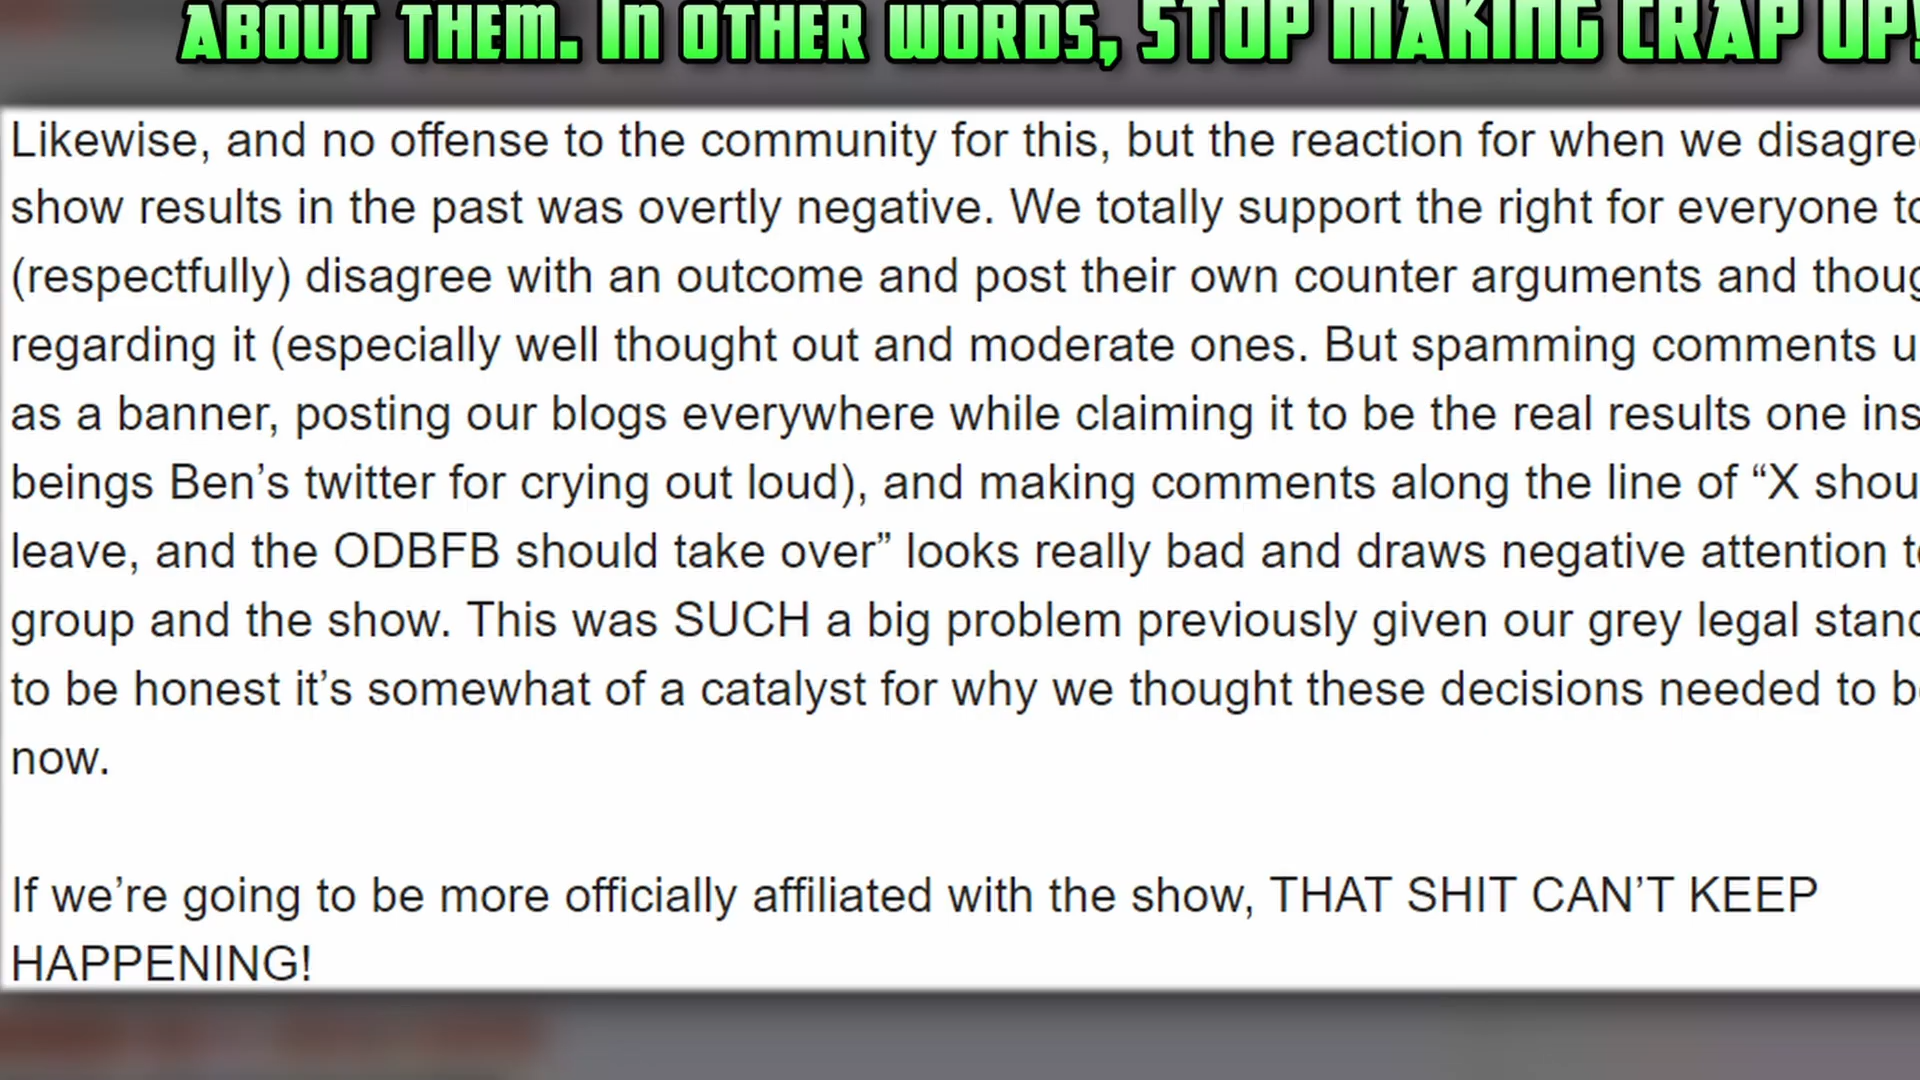 ABOUT THEM. IN OTHER WORDS, STOP MAKING CRAP UP!
Likewise, and no offense to the community for this, but the reaction for when we
show results in the past was overtly negative. We totally support the right for everyone
(respectfully) disagree with an outcome and post their own counter arguments and
regarding it (especially well thought out and moderate ones. But spamming comments
as a banner, posting our blogs everywhere while claiming it to be the real results one
beings Ben’s twitter for crying out loud), and making comments along the line of “X
leave, and the ODBFB should take over” looks really bad and draws negative attention
group and the show. This was SUCH a big problem previously given our grey legal
to be honest it’s somewhat of a catalyst for why we thought these decisions needed to
now.
If we’re going to be more officially affiliated with the show, THAT SHIT CAN’T KEEP
HAPPENING!